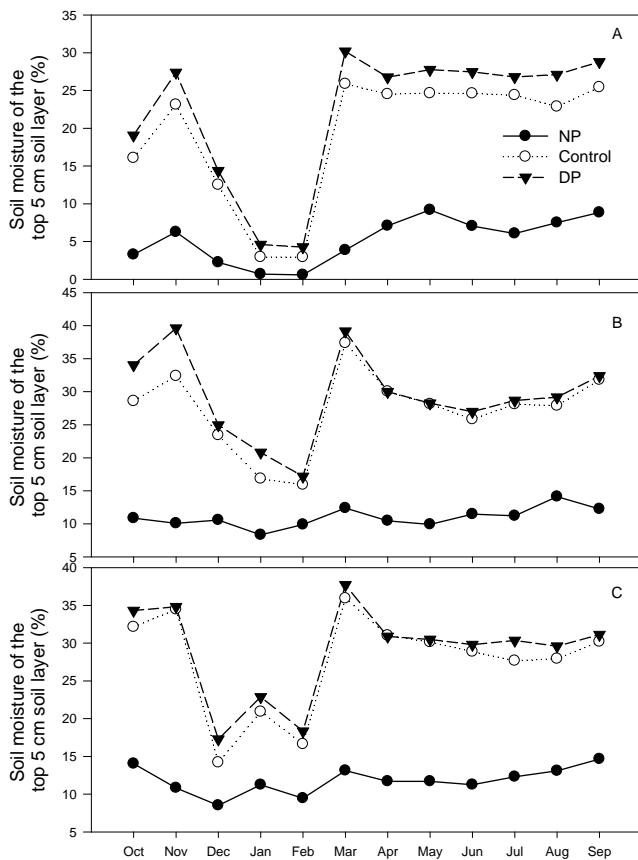 35
30
25
20
15
10
5
0
Soil moisture of the
top 5 cm soil layer (%)
A
NP
Control
DP
45
40
35
30
25
20
15
10
5
Soil moisture of the
top 5 cm soil layer (%)
B
40
35
30
25
20
15
10
5
Soil moisture of the
top 5 cm soil layer (%)
C
Oct Nov Dec Jan Feb Mar Apr May Jun Jul Aug Sep